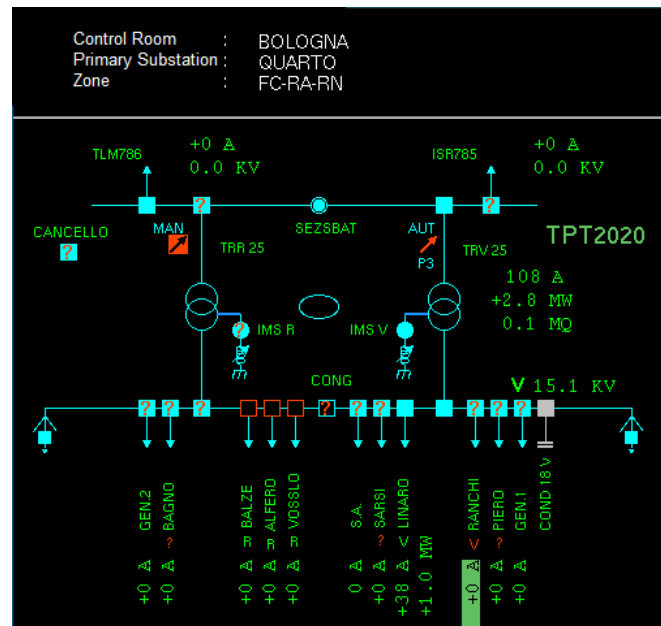 Control Room : BOLOGNA
Primary Substation : QUARTO
Zone : FC-RA-RN
TLM786
+0 A
0.0 KV
ISR785
+0 A
0.0 KV
?
?
CANCELLO
?
MAN
TRR 25
SEZSBAT
AUT
P3
TRV 25
TPT2020
108 A
+2.8 MW
0.1 MQ
?
IMS R
IMS V
CONG
V 15.1 KV
? ? ? ? ? ? ? ? ?
+0 A GEN.2
+0 A ? BAGNO
+0 A R BALZE
+0 A R ALFERO
+0 A R VOSSLO
0 A S.A.
+0 A ? SARSI
+38 A V LINARO
+1.0 MW
+0 A V RANCHI
+0 A ? PIERO
+0 A GEN.1
COND 18 V